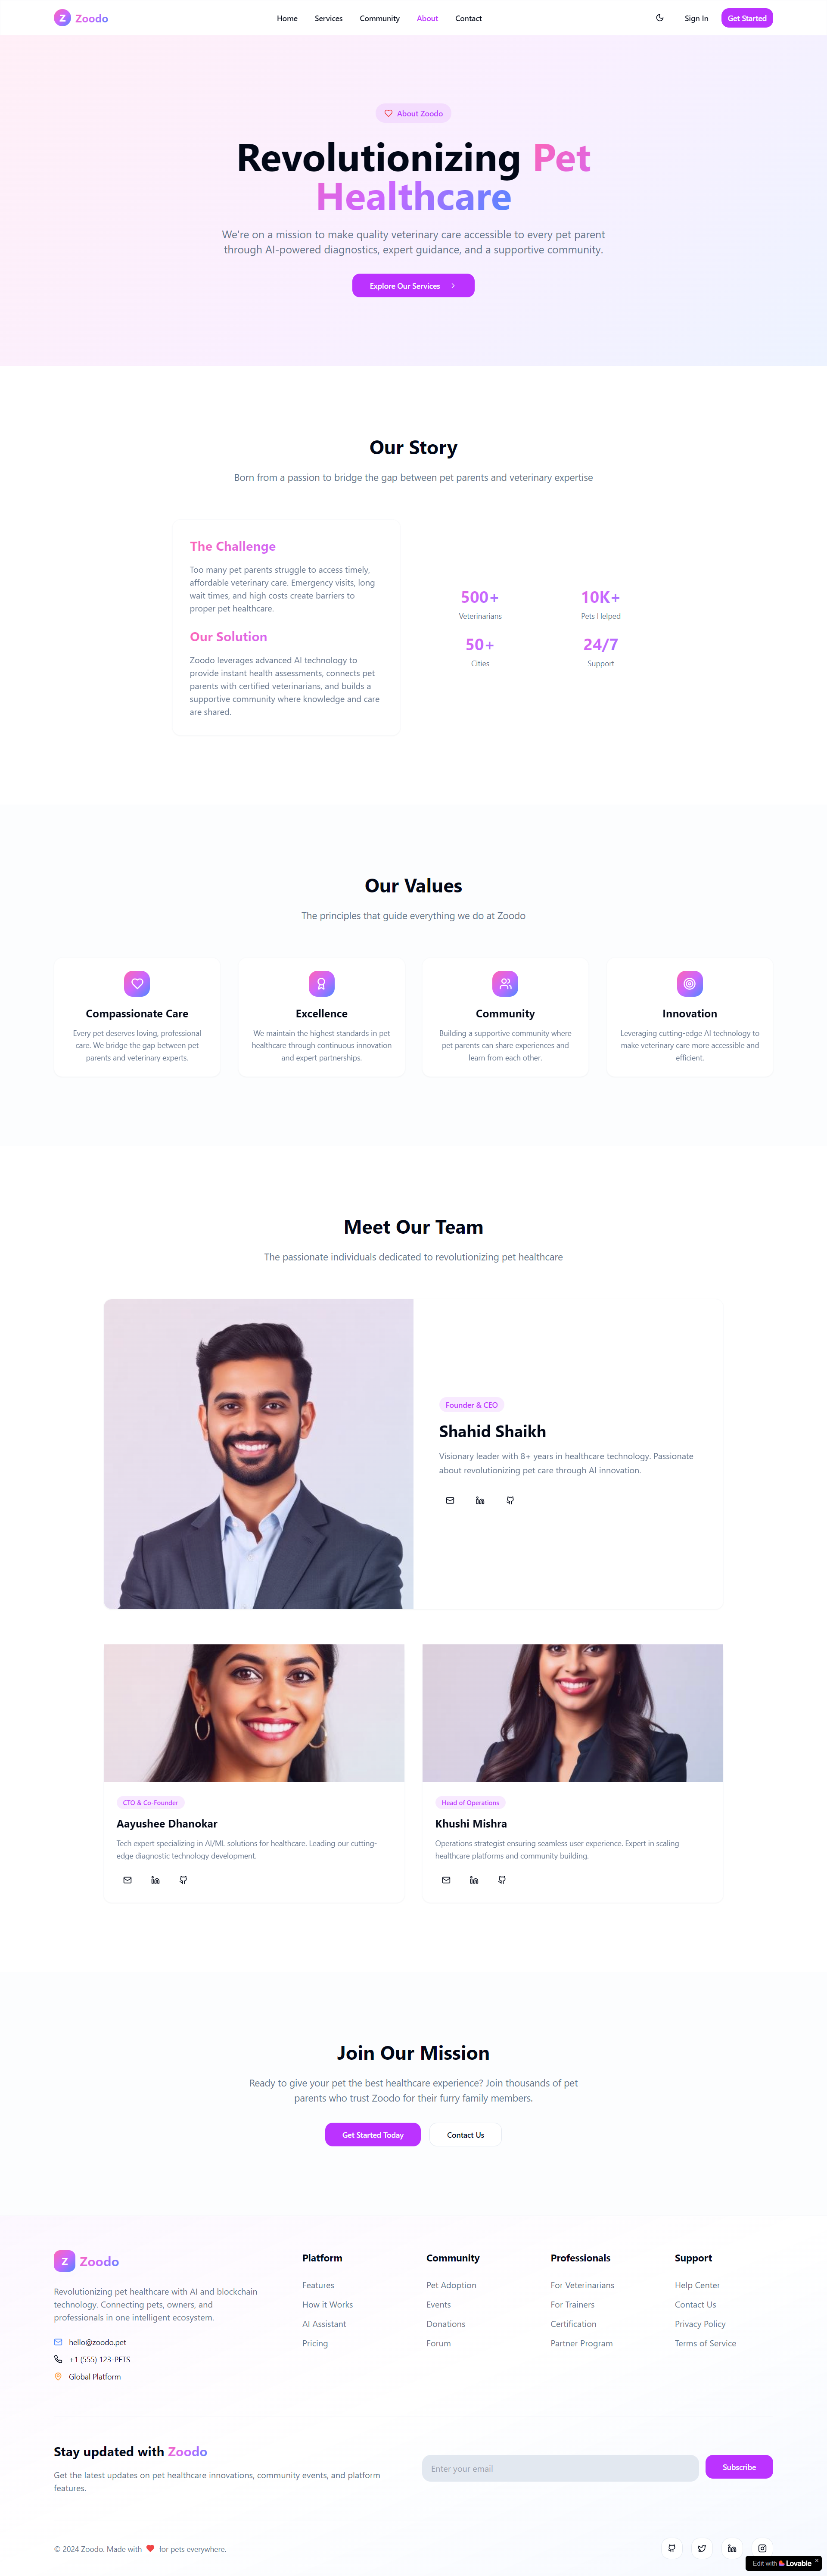 Z Zoodo
Home Services Community About Contact
Sign In Get Started
About Zoodo
Revolutionizing Pet
Healthcare
We're on a mission to make quality veterinary care accessible to every pet parent
through AI-powered diagnostics, expert guidance, and a supportive community.
Explore Our Services
Our Story
Born from a passion to bridge the gap between pet parents and veterinary expertise
The Challenge
Too many pet parents struggle to access timely,
affordable veterinary care. Emergency visits, long
wait times, and high costs create barriers to
proper pet healthcare.
Our Solution
Zoodo leverages advanced AI technology to
provide instant health assessments, connects pet
parents with certified veterinarians, and builds a
supportive community where knowledge and care
are shared.
500+
Veterinarians
10K+
Pets Helped
50+
Cities
24/7
Support
Our Values
The principles that guide everything we do at Zoodo
Compassionate Care
Every pet deserves loving, professional
care. We bridge the gap between pet
parents and veterinary experts.
Excellence
We maintain the highest standards in pet
healthcare through continuous innovation
and expert partnerships.
Community
Building a supportive community where
pet parents can share experiences and
learn from each other.
Innovation
Leveraging cutting-edge AI technology to
make veterinary care more accessible and
efficient.
Meet Our Team
The passionate individuals dedicated to revolutionizing pet healthcare
Founder & CEO
Shahid Shaikh
Visionary leader with 8+ years in healthcare technology. Passionate
about revolutionizing pet care through AI innovation.
CTO & Co-Founder
Aayushee Dhanokar
Tech expert specializing in AI/ML solutions for healthcare. Leading our cutting-
edge diagnostic technology development.
Head of Operations
Khushi Mishra
Operations strategist ensuring seamless user experience. Expert in scaling
healthcare platforms and community building.
Join Our Mission
Ready to give your pet the best healthcare experience? Join thousands of pet
parents who trust Zoodo for their furry family members.
Get Started Today
Contact Us
Z Zoodo
Revolutionizing pet healthcare with AI and blockchain
technology. Connecting pets, owners, and
professionals in one intelligent ecosystem.
hello@zoodo.pet
+1 (555) 123-PETS
Global Platform
Platform
Features
How it Works
AI Assistant
Pricing
Community
Pet Adoption
Events
Donations
Forum
Professionals
For Veterinarians
For Trainers
Certification
Partner Program
Support
Help Center
Contact Us
Privacy Policy
Terms of Service
Stay updated with Zoodo
Get the latest updates on pet healthcare innovations, community events, and platform
features.
Enter your email
Subscribe
© 2024 Zoodo. Made with ❤ for pets everywhere.
Edit with Lovable